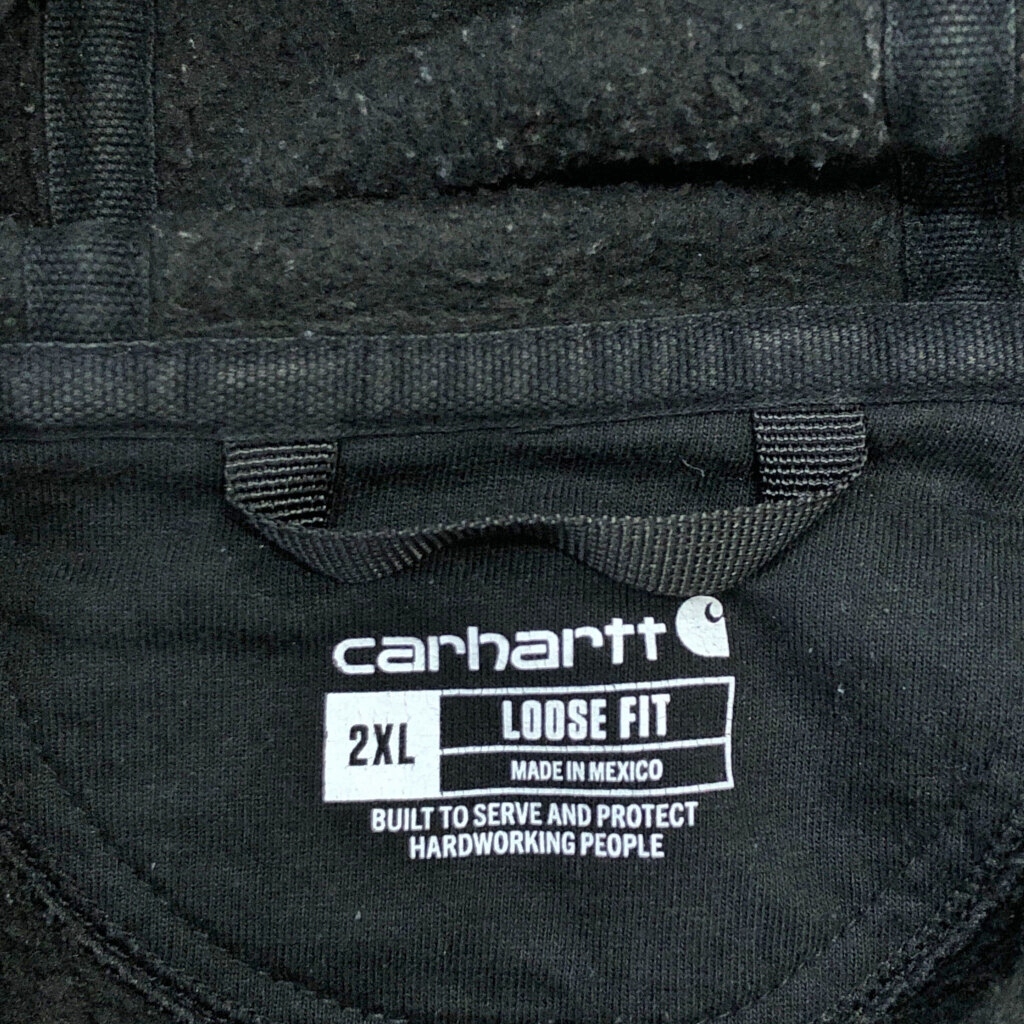 carhartt
2XL
LOOSE FIT
MADE IN MEXICO
BUILT TO SERVE AND PROTECT
HARDWORKING PEOPLE